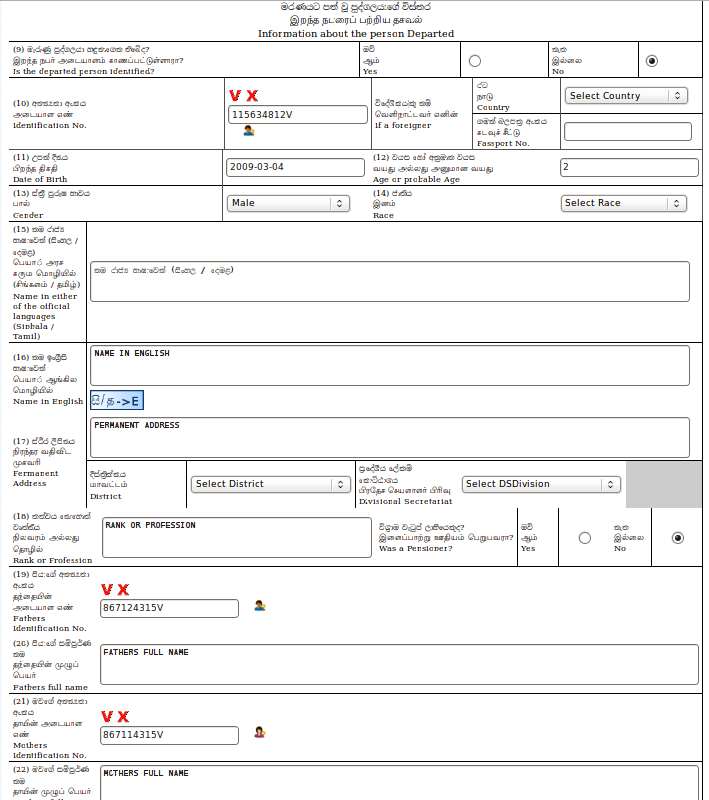 මරණයට පත් වූ පුද්ගලයාගේ විස්තර
இறந்த நபரைப் பற்றிய தகவல்
Information about the person Departed
இறந்த நபர் அடையாளம் காணப்பட்டுள்ளாரா?
Is the departed person identified?
ඔව්
ஆம்
Yes
නැත
இல்லை
No
(10) අනන්‍යතා අංකය
அடையாள எண்
Identification No.
V X
115634812V
විදේශිකයකු නම්
வெளிநாட்டவர் எனின்
If a foreigner
රට
நாடு
Country
Select Country
ගමන් බලපත්‍ර අංකය
கடவுச் சீட்டு
Passport No.
(11) උපන් දිනය
பிறந்த திகதி
Date of Birth
2009-03-04
(12) වයස හෝ අනුමාන වයස
வயது அல்லது அனுமான வயது
Age or probable Age
2
(13) ස්ත්‍රී පුරුෂ භාවය
பால்
Gender
Male
(14) ජාතිය
இனம்
Race
Select Race
(15) නම රාජ්‍ය
භාෂාවෙන් (සිංහල /
දෙමළ)
பெயர் அரச
கரும மொழியில்
(சிங்களம் / தமிழ்)
Name in either
of the official
languages
(Sinhala /
Tamil)
නම රාජ්‍ය භාෂාවෙන් (සිංහල / දෙමළ)
(16) නම ඉංග්‍රීසි
භාෂාවෙන්
பெயர் ஆங்கில
மொழியில்
Name in English
NAME IN ENGLISH
සි/த->E
(17) ස්ථිර ලිපිනය
நிரந்தர வதிவிட
முகவரி
Permanent
Address
PERMANENT ADDRESS
දිස්ත්‍රික්කය
மாவட்டம்
District
Select District
ප්‍රාදේශීය ලේකම්
කොට්ඨාශය
பிரதேச செயலாளர் பிரிவு
Divisional Secretariat
Select DSDivision
(18) තත්වය නොහොත්
වෘත්තිය
நிலவரம் அல்லது
தொழில்
Rank or Profession
RANK OR PROFESSION
இளைப்பாற்று ஊதியம் பெறுபவரா?
Was a Pensioner?
ඔව්
ஆம்
Yes
නැත
இல்லை
No
(19) පියාගේ අනන්‍යතා
අංකය
தந்தையின்
அடையாள எண்
Fathers
Identification No.
V X
867124315V
(20) පියාගේ සම්පුර්ණ
නම
தந்தையின் முழுப்
பெயர்
Fathers full name
FATHERS FULL NAME
(21) මවගේ අනන්‍යතා
අංකය
தாயின் அடையாள
எண்
Mothers
Identification No.
V X
867114315V
(22) මවගේ සම්පුර්ණ
නම
தாயின் முழுப் பெயர்
MOTHERS FULL NAME